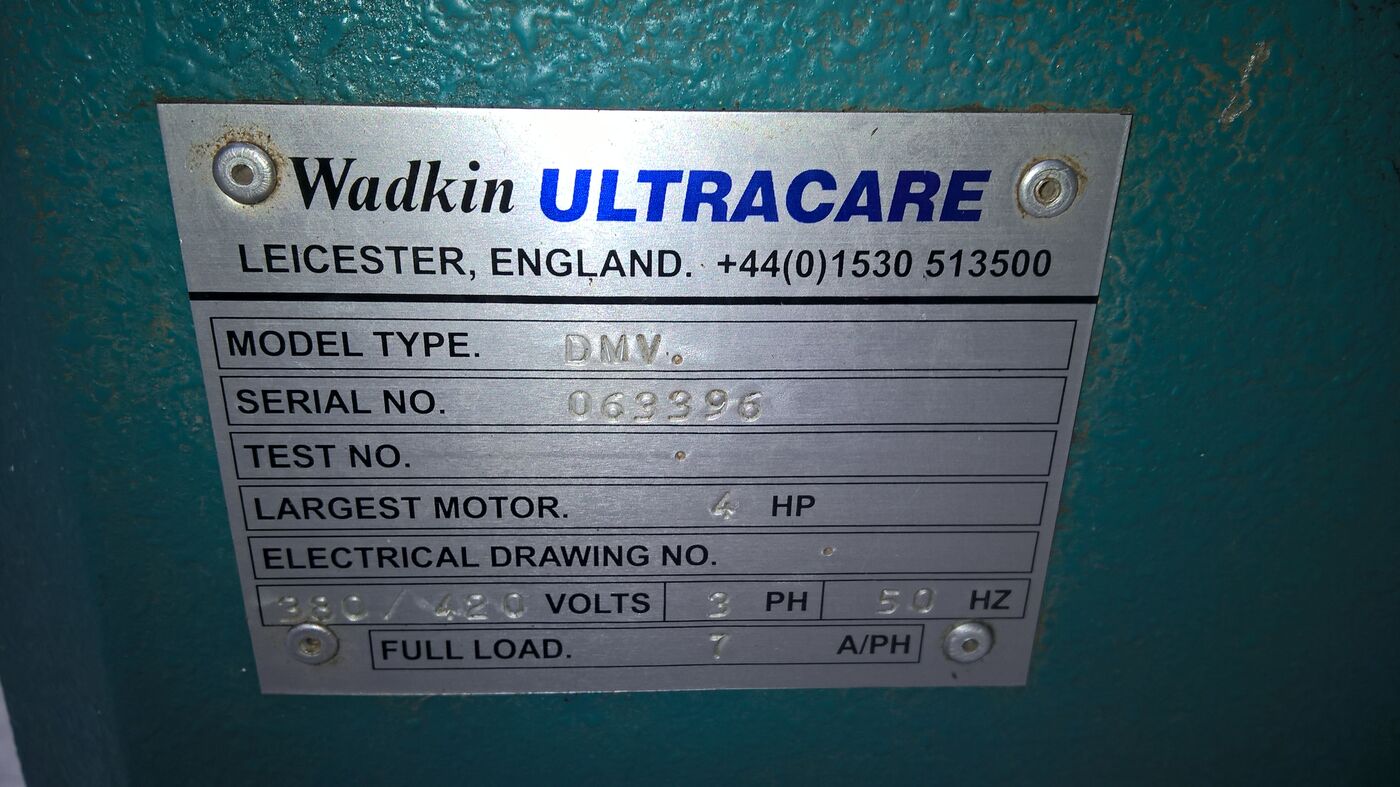 Wadkin ULTRACARE
LEICESTER, ENGLAND. +44(0)1530 513500
MODEL TYPE. DMV.
SERIAL NO. 063396
TEST NO.
LARGEST MOTOR. 4 HP
ELECTRICAL DRAWING NO.
380/420 VOLTS 3 PH 50 HZ
FULL LOAD. 7 A/PH